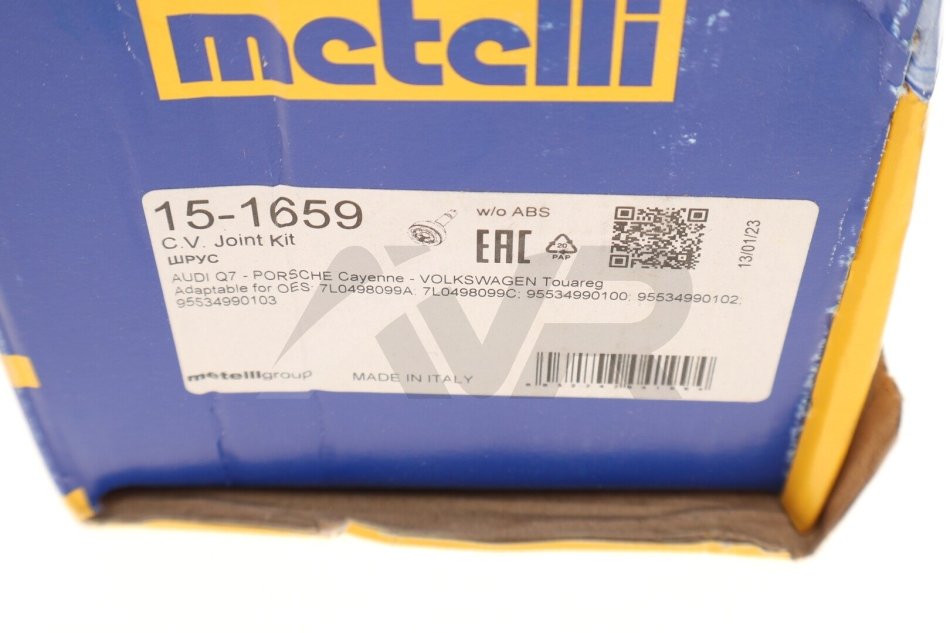 metelli
15-1659
C.V. Joint Kit
ШРУС
w/o ABS
EAC
20
PAP
13/01/23
AUDI Q7 - PORSCHE Cayenne - VOLKSWAGEN Touareg
Adaptable for OES: 7L0498099A; 7L0498099C; 95534990100; 95534990102;
95534990103
metelligroup
MADE IN ITALY